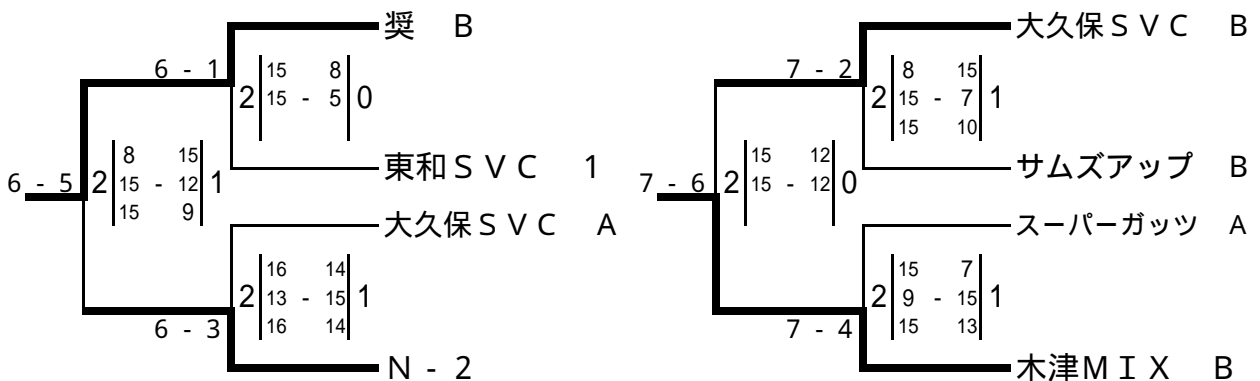 奨　B
6 - 1
15 8
2 15 - 5 0
東和ＳＶＣ　1
8 15
6 - 5 2 15 - 12 1
15 9
大久保ＳＶＣ　A
16 14
2 13 - 15 1
16 14
6 - 3
Ｎ - 2
大久保ＳＶＣ　B
7 - 2
8 15
2 15 - 7 1
15 10
サムズアップ　B
15 12
7 - 6 2 15 - 12 0
スーパーガッツ　A
15 7
2 9 - 15 1
15 13
7 - 4
木津ＭＩＸ　B